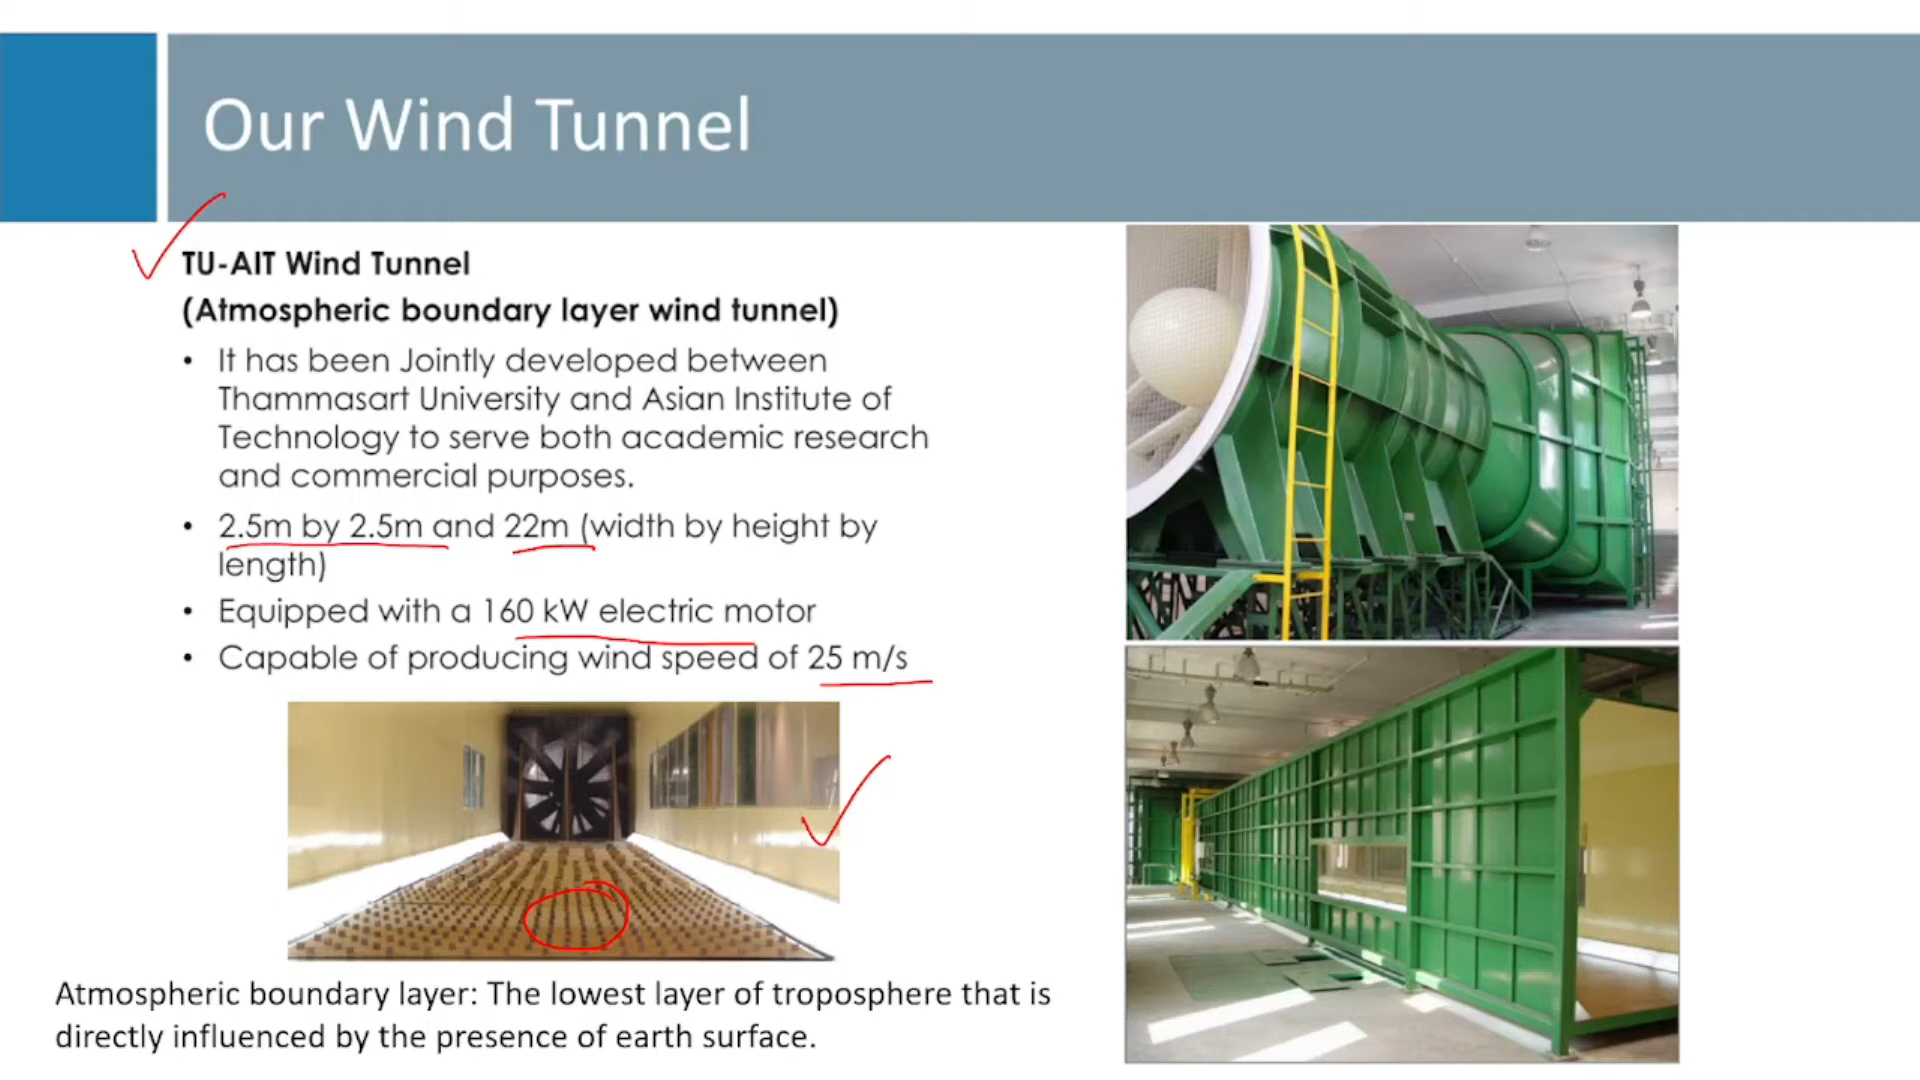 Our Wind Tunnel
TU-AIT Wind Tunnel
(Atmospheric boundary layer wind tunnel)
• It has been Jointly developed between
Thammasart University and Asian Institute of
Technology to serve both academic research
and commercial purposes.
• 2.5m by 2.5m and 22m (width by height by
length)
• Equipped with a 160 kW electric motor
• Capable of producing wind speed of 25 m/s
Atmospheric boundary layer: The lowest layer of troposphere that is
directly influenced by the presence of earth surface.